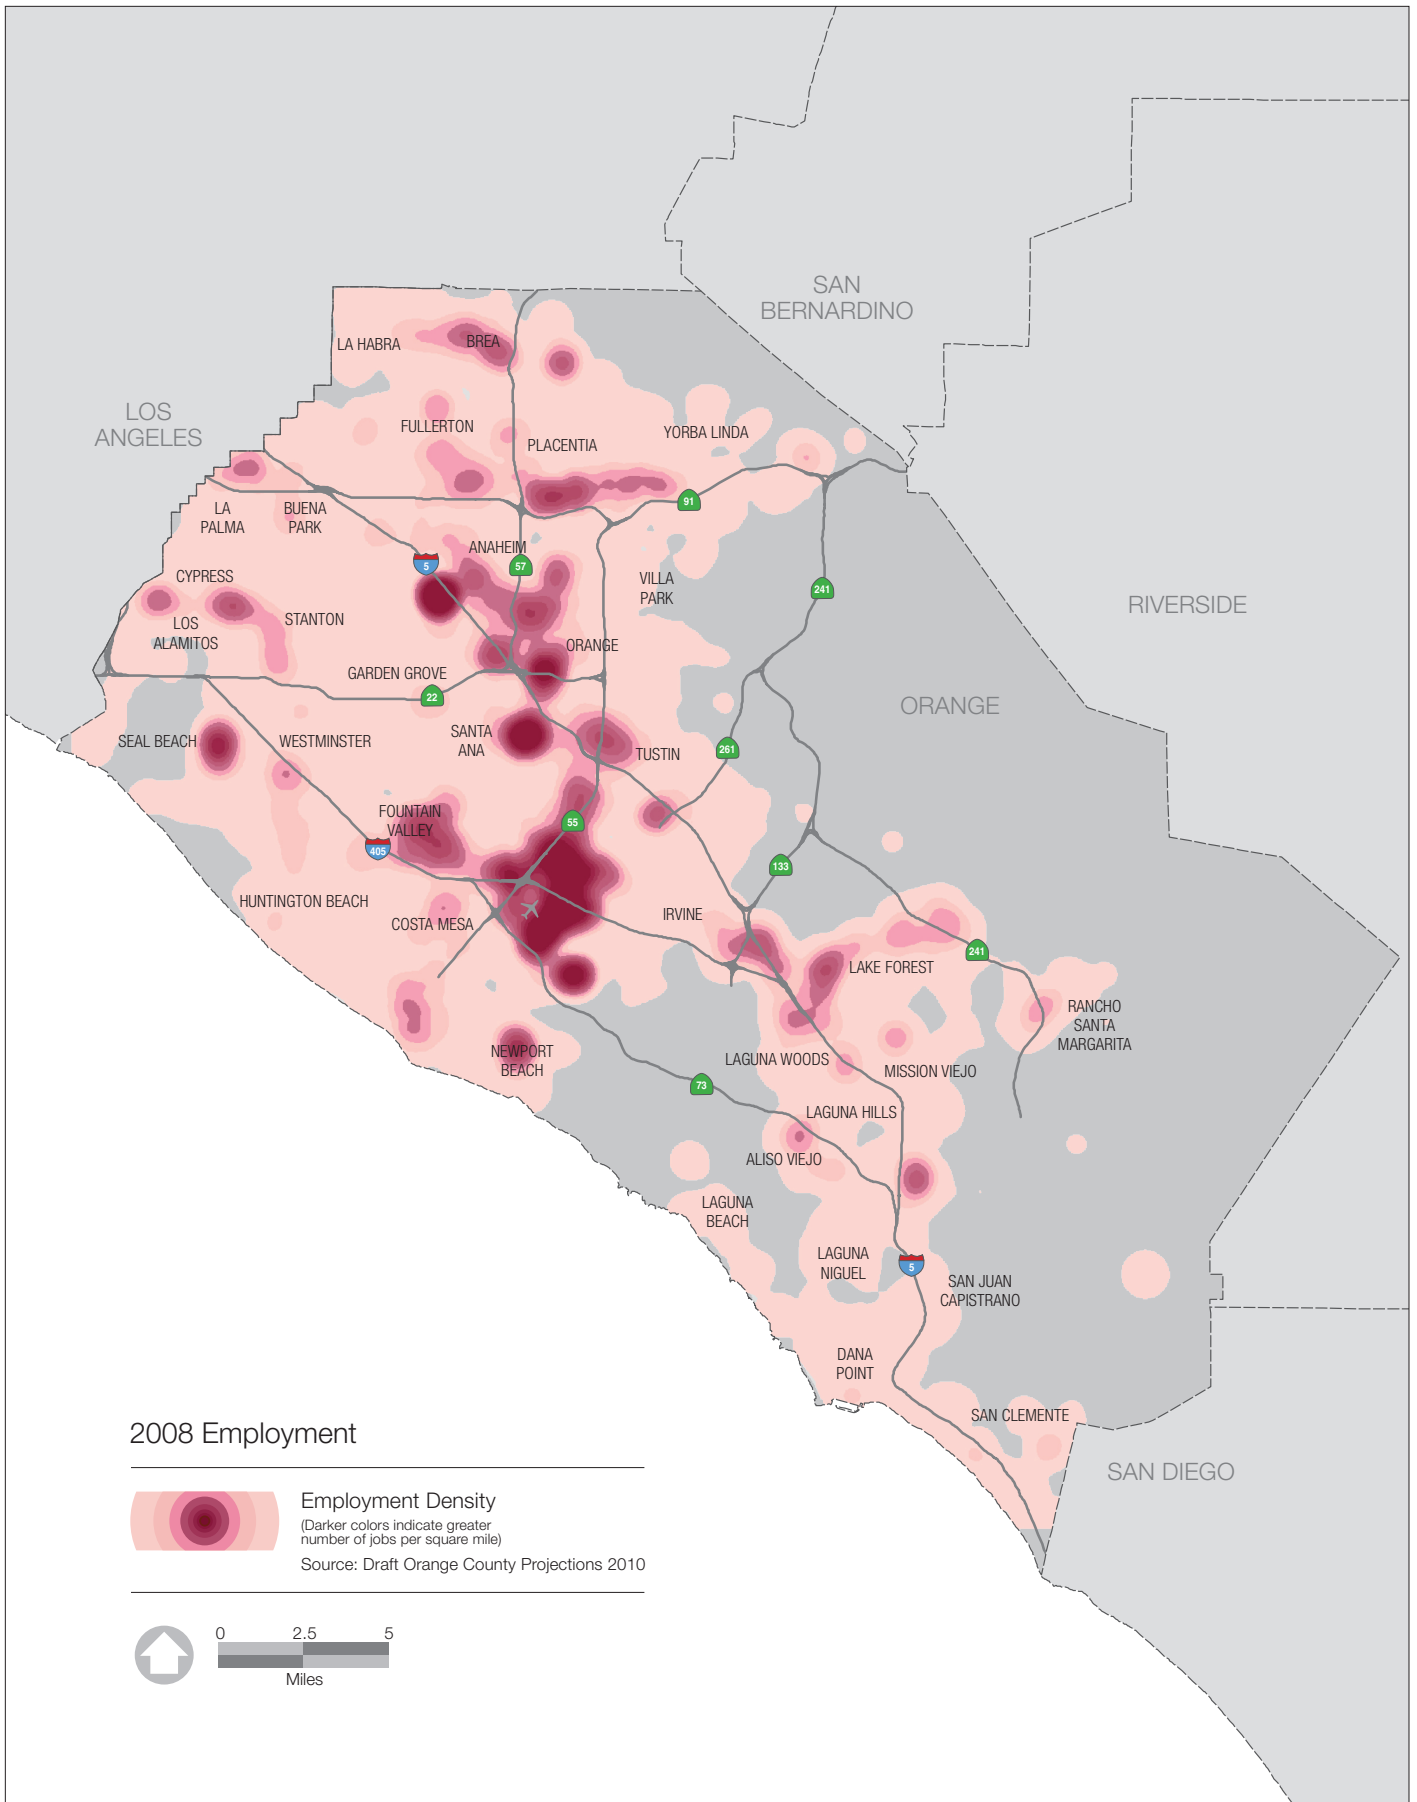 SAN
BERNARDINO
LA HABRA
BREA
LOS
ANGELES
FULLERTON
PLACENTIA
YORBA LINDA
91
LA
PALMA
BUENA
PARK
ANAHEIM
5
57
CYPRESS
VILLA
PARK
241
RIVERSIDE
LOS
ALAMITOS
STANTON
ORANGE
GARDEN GROVE
22
ORANGE
SEAL BEACH
WESTMINSTER
SANTA
ANA
TUSTIN
261
FOUNTAIN
VALLEY
55
405
133
HUNTINGTON BEACH
COSTA MESA
IRVINE
241
LAKE FOREST
RANCHO
SANTA
MARGARITA
NEWPORT
BEACH
LAGUNA WOODS
MISSION VIEJO
73
LAGUNA HILLS
ALISO VIEJO
LAGUNA
BEACH
LAGUNA
NIGUEL
5
SAN JUAN
CAPISTRANO
DANA
POINT
SAN CLEMENTE
SAN DIEGO
2008 Employment
Employment Density
(Darker colors indicate greater
number of jobs per square mile)
Source: Draft Orange County Projections 2010
0 2.5 5
Miles